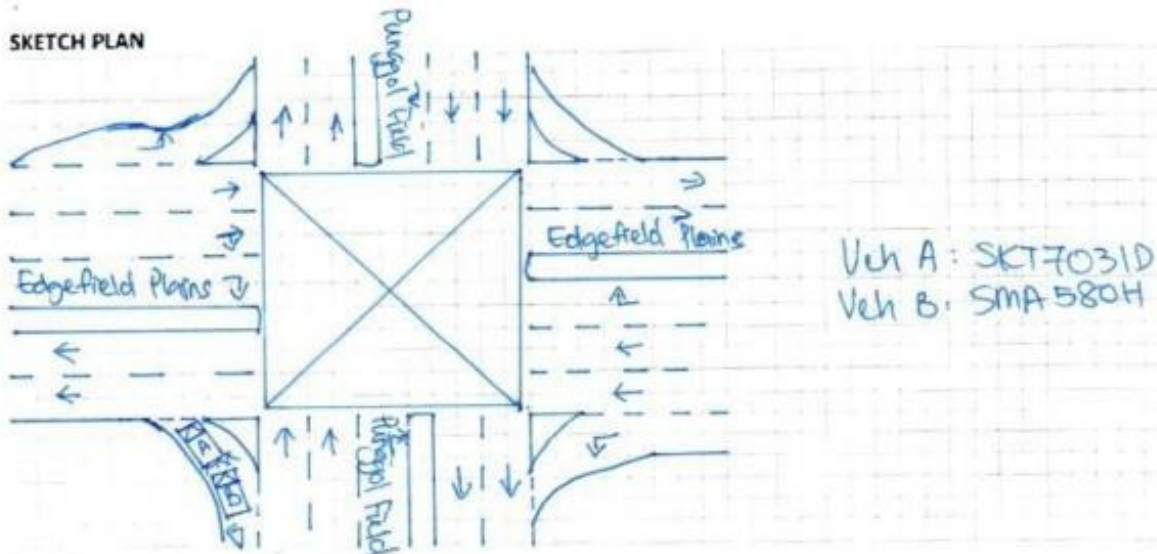 SKETCH PLAN
Punggol Field
Edgefield Plains
Edgefield Plains
Veh A: SKT7031D
Veh B: SMA580H
Punggol Field
A
B